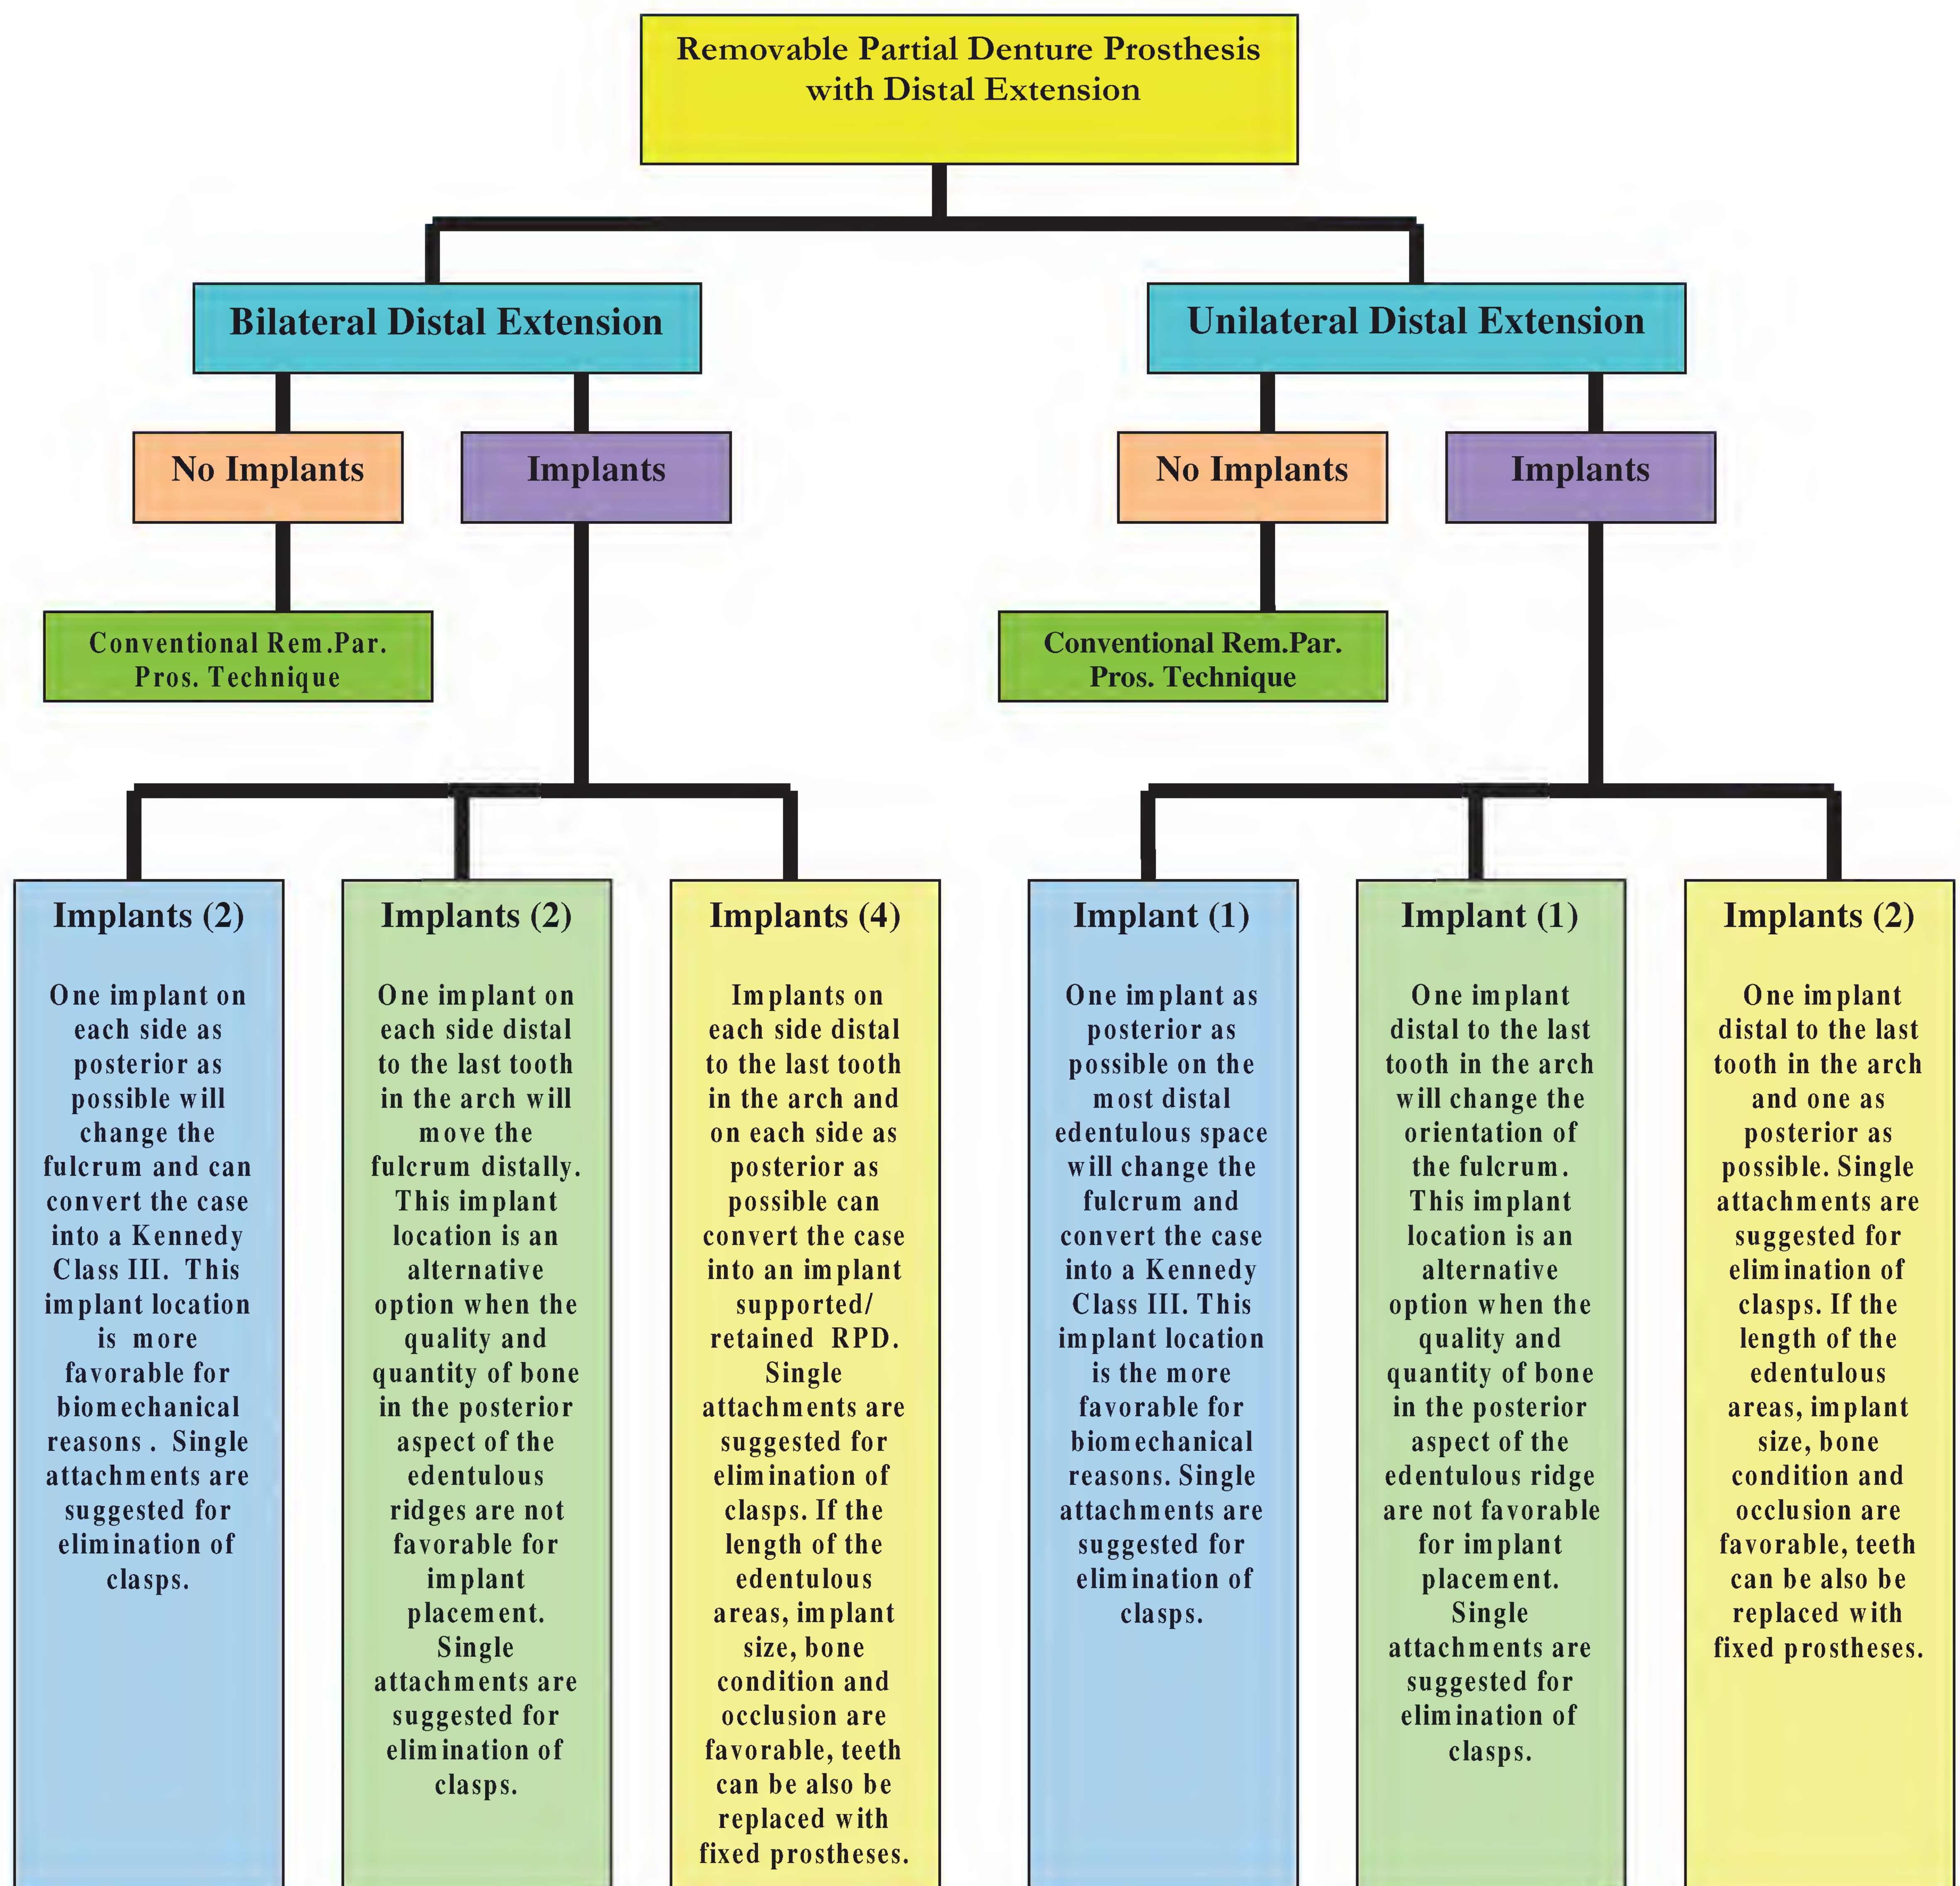 Removable Partial Denture Prosthesis
with Distal Extension
Bilateral Distal Extension
Unilateral Distal Extension
No Implants
Implants
No Implants
Implants
Conventional Rem.Par.
Pros. Technique
Conventional Rem.Par.
Pros. Technique
Implants (2)
One implant on
each side as
posterior as
possible will
change the
fulcrum and can
convert the case
into a Kennedy
Class III. This
implant location
is more
favorable for
biomechanical
reasons . Single
attachments are
suggested for
elimination of
clasps.
Implants (2)
One implant on
each side distal
to the last tooth
in the arch will
move the
fulcrum distally.
This implant
location is an
alternative
option when the
quality and
quantity of bone
in the posterior
aspect of the
edentulous
ridges are not
favorable for
implant
placement.
Single
attachments are
suggested for
elimination of
clasps.
Implants (4)
Implants on
each side distal
to the last tooth
in the arch and
on each side as
posterior as
possible can
convert the case
into an implant
supported/
retained RPD.
Single
attachments are
suggested for
elimination of
clasps. If the
length of the
edentulous
areas, implant
size, bone
condition and
occlusion are
favorable, teeth
can be also be
replaced with
fixed prostheses.
Implant (1)
One implant as
posterior as
possible on the
most distal
edentulous space
will change the
fulcrum and
convert the case
into a Kennedy
Class III. This
implant location
is the more
favorable for
biomechanical
reasons. Single
attachments are
suggested for
elimination of
clasps.
Implant (1)
One implant
distal to the last
tooth in the arch
will change the
orientation of
the fulcrum.
This implant
location is an
alternative
option when the
quality and
quantity of bone
in the posterior
aspect of the
edentulous ridge
are not favorable
for implant
placement.
Single
attachments are
suggested for
elimination of
clasps.
Implants (2)
One implant
distal to the last
tooth in the arch
and one as
posterior as
possible. Single
attachments are
suggested for
elimination of
clasps. If the
length of the
edentulous
areas, implant
size, bone
condition and
occlusion are
favorable, teeth
can be also be
replaced with
fixed prostheses.